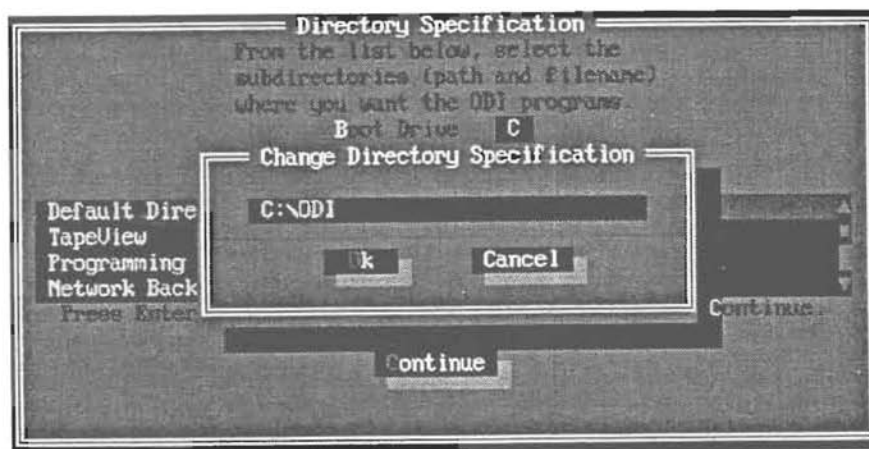 Directory Specification
From the list below, select the
subdirectories (path and filename)
where you want the ODI programs.
Boot Drive C
Change Directory Specification
Default Dire
C:\ODI
TapeView
Programming
Ok Cancel
Network Back
Press Enter
Continue.
Continue